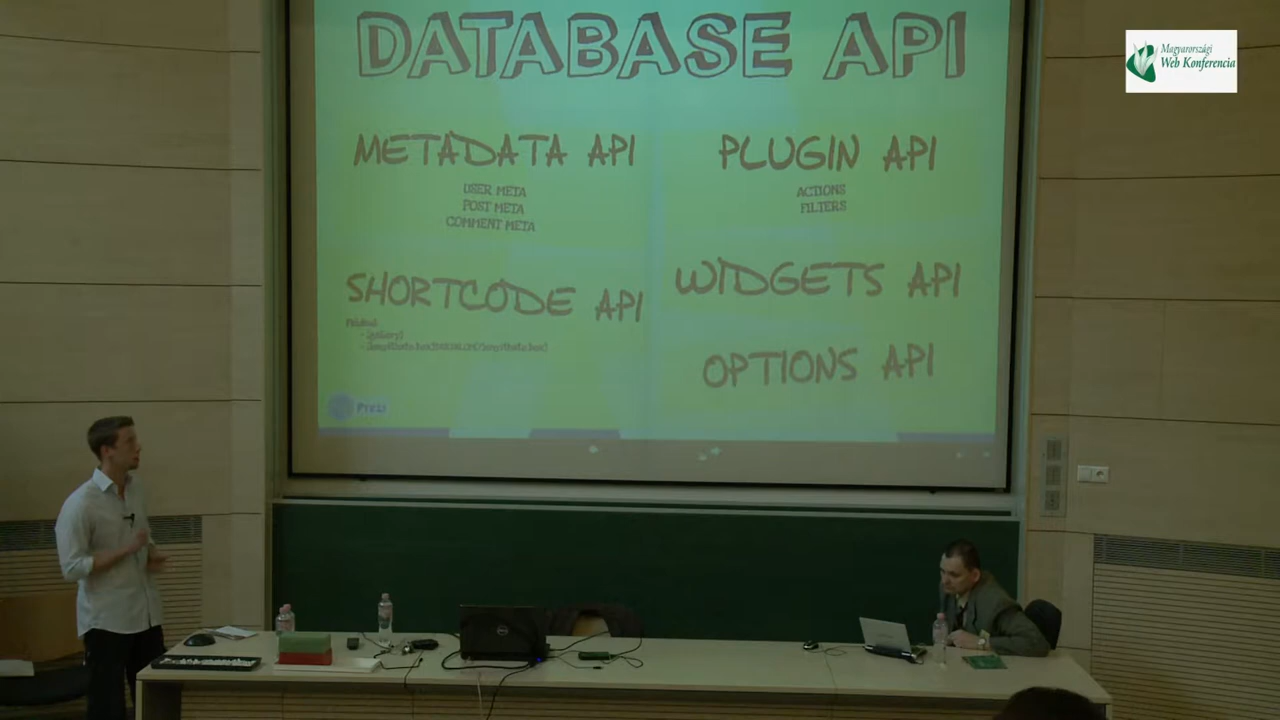 DATABASE API
METADATA API
USER META
POST META
COMMENT META
SHORTCODE API
PLUGIN API
ACTIONS
FILTERS
WIDGETS API
OPTIONS API
Prezi
Magyarországi
Web Konferencia
DELL